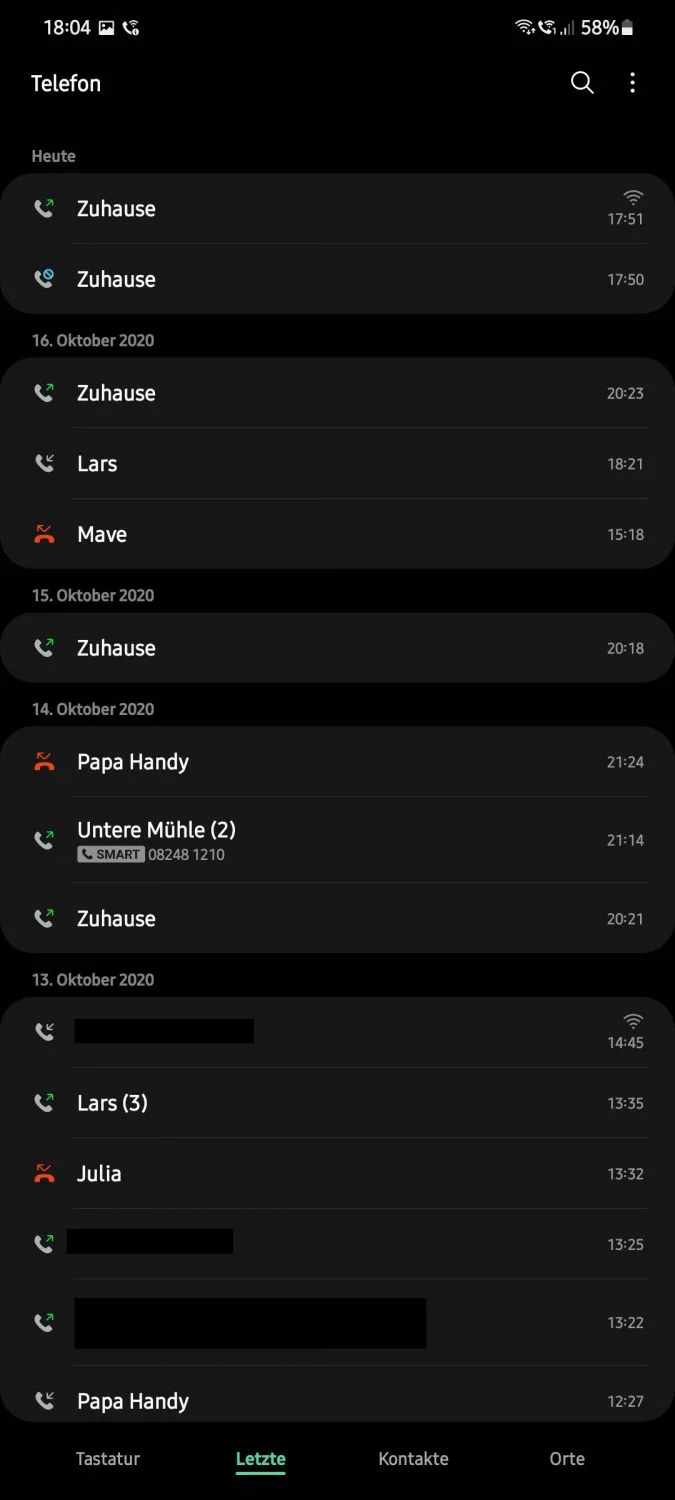 18:04
58%
Telefon
Heute
Zuhause
17:51
Zuhause
17:50
16. Oktober 2020
Zuhause
20:23
Lars
18:21
Mave
15:18
15. Oktober 2020
Zuhause
20:18
14. Oktober 2020
Papa Handy
21:24
Untere Mühle (2)
SMART 08248 1210
21:14
Zuhause
20:21
13. Oktober 2020
14:45
Lars (3)
13:35
Julia
13:32
13:25
13:22
Papa Handy
12:27
Tastatur Letzte Kontakte Orte